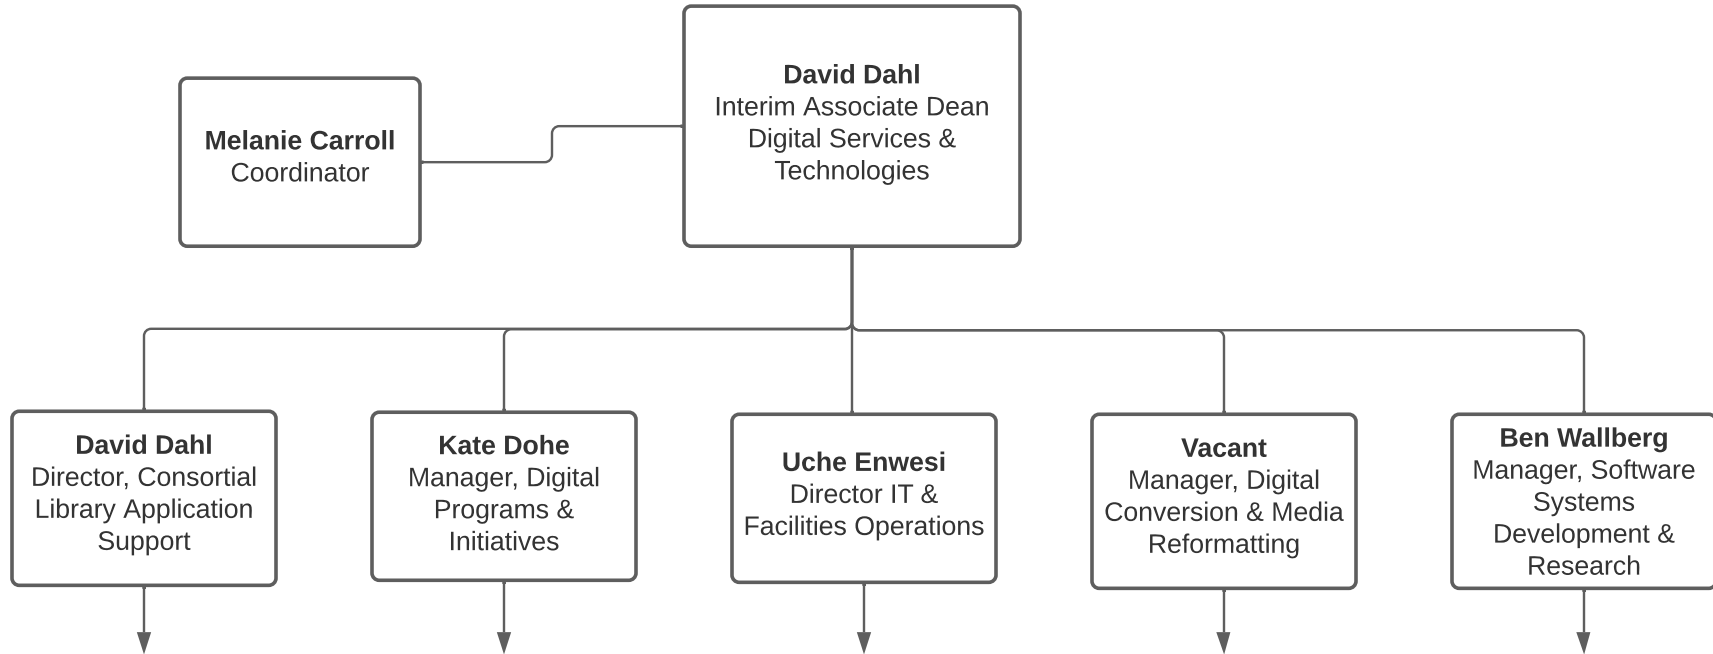 David Dahl
Interim Associate Dean
Digital Services &
Technologies
Melanie Carroll
Coordinator
David Dahl
Director, Consortial
Library Application
Support
Kate Dohe
Manager, Digital
Programs &
Initiatives
Uche Enwesi
Director IT &
Facilities Operations
Vacant
Manager, Digital
Conversion & Media
Reformatting
Ben Wallberg
Manager, Software
Systems
Development &
Research